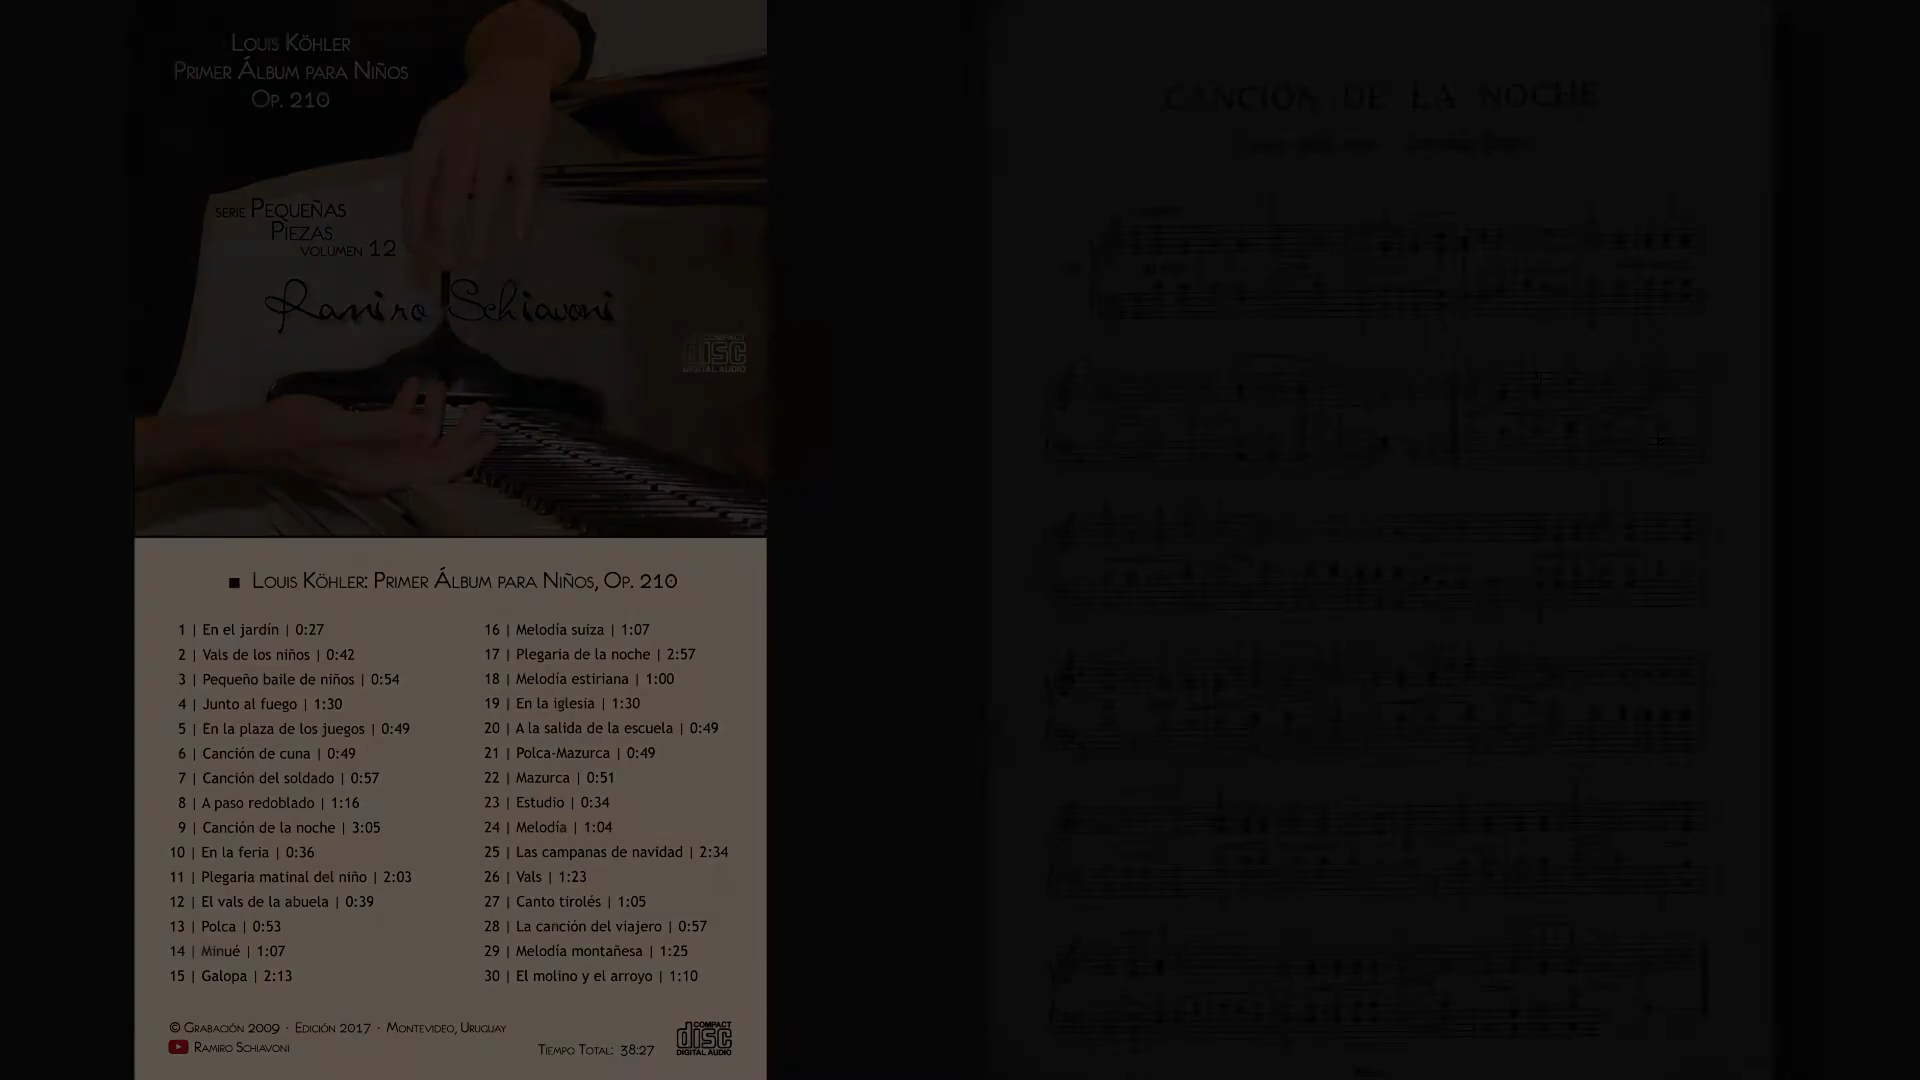 Louis Köhler
Primer Álbum para Niños
Op. 210
serie Pequeñas
Piezas
volumen 12
Ramiro Schiavoni
COMPACT
disc
DIGITAL AUDIO
■ Louis Köhler: Primer Álbum para Niños, Op. 210
1 | En el jardín | 0:27
2 | Vals de los niños | 0:42
3 | Pequeño baile de niños | 0:54
4 | Junto al fuego | 1:30
5 | En la plaza de los juegos | 0:49
6 | Canción de cuna | 0:49
7 | Canción del soldado | 0:57
8 | A paso redoblado | 1:16
9 | Canción de la noche | 3:05
10 | En la feria | 0:36
11 | Plegaria matinal del niño | 2:03
12 | El vals de la abuela | 0:39
13 | Polca | 0:53
14 | Minué | 1:07
15 | Galopa | 2:13
16 | Melodía suiza | 1:07
17 | Plegaria de la noche | 2:57
18 | Melodía estiriana | 1:00
19 | En la iglesia | 1:30
20 | A la salida de la escuela | 0:49
21 | Polca-Mazurca | 0:49
22 | Mazurca | 0:51
23 | Estudio | 0:34
24 | Melodía | 1:04
25 | Las campanas de navidad | 2:34
26 | Vals | 1:23
27 | Canto tirolés | 1:05
28 | La canción del viajero | 0:57
29 | Melodía montañesa | 1:25
30 | El molino y el arroyo | 1:10
© Grabación 2009 · Edición 2017 · Montevideo, Uruguay
Ramiro Schiavoni
Tiempo Total: 38:27
COMPACT
disc
DIGITAL AUDIO
CANCIÓN DE LA NOCHE